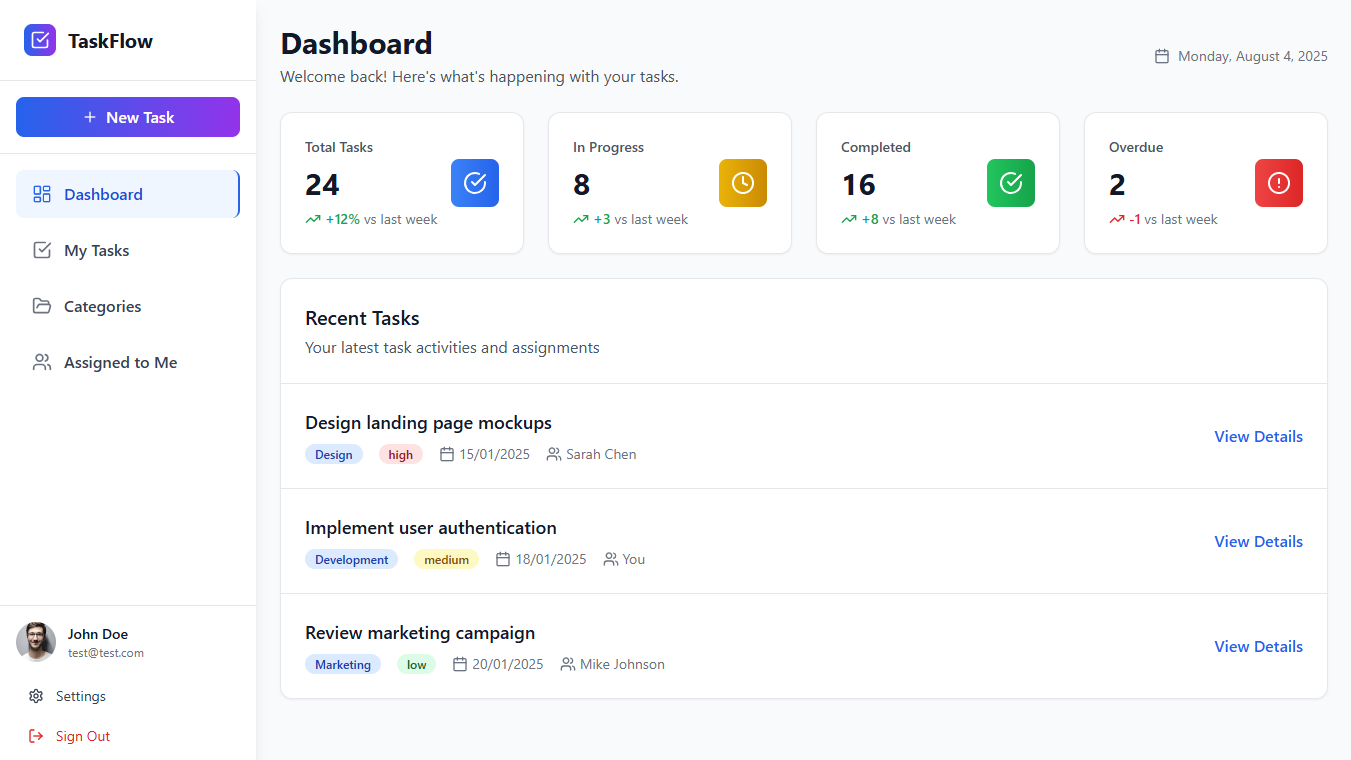 TaskFlow
+ New Task
Dashboard
My Tasks
Categories
Assigned to Me
John Doe
test@test.com
Settings
Sign Out
Dashboard
Welcome back! Here's what's happening with your tasks.
Monday, August 4, 2025
Total Tasks
24
+12% vs last week
In Progress
8
+3 vs last week
Completed
16
+8 vs last week
Overdue
2
-1 vs last week
Recent Tasks
Your latest task activities and assignments
Design landing page mockups
Design high 15/01/2025 Sarah Chen
View Details
Implement user authentication
Development medium 18/01/2025 You
View Details
Review marketing campaign
Marketing low 20/01/2025 Mike Johnson
View Details